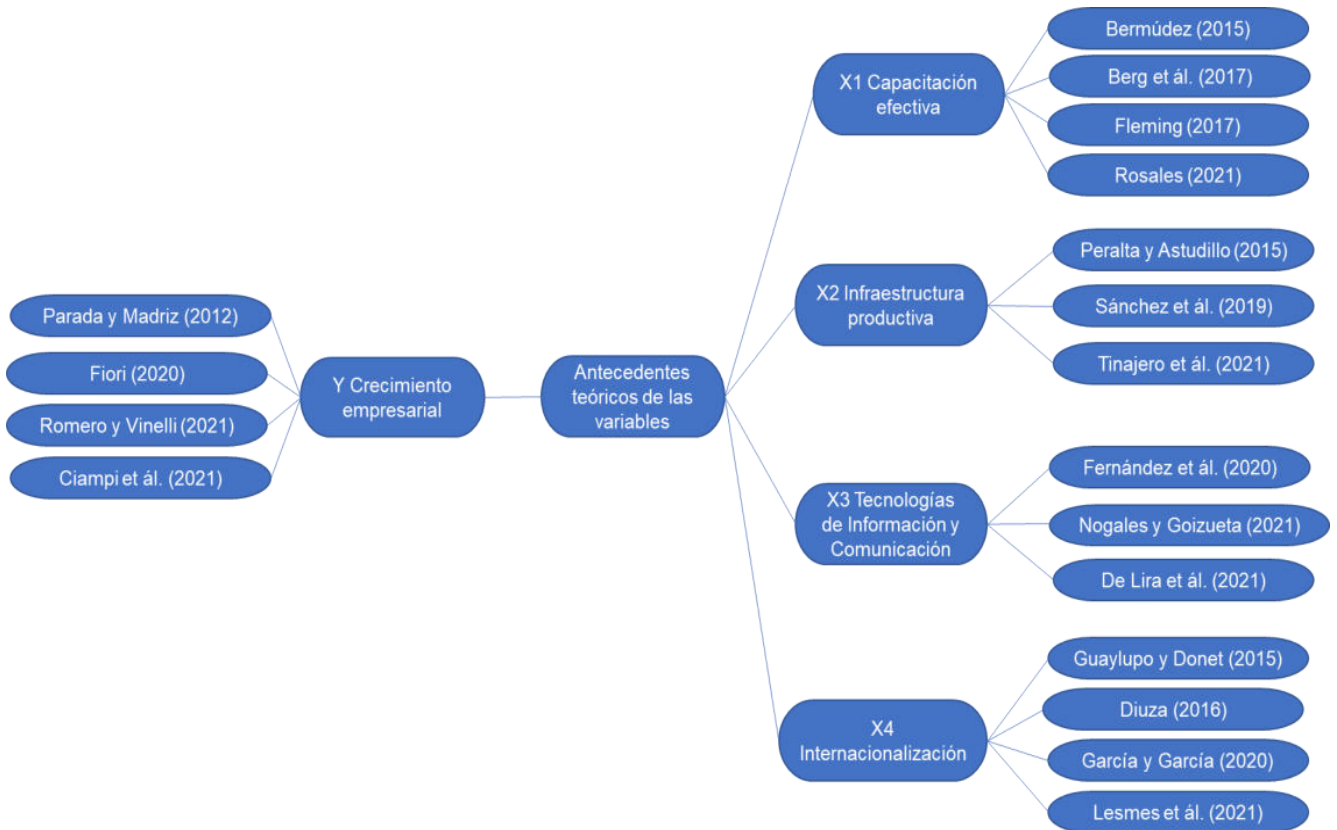 Parada y Madriz (2012)
Fiori (2020)
Romero y Vinelli (2021)
Ciampi et ál. (2021)
Y Crecimiento
empresarial
Antecedentes
teóricos de las
variables
X1 Capacitación
efectiva
Bermúdez (2015)
Berg et ál. (2017)
Fleming (2017)
Rosales (2021)
X2 Infraestructura
productiva
Peralta y Astudillo (2015)
Sánchez et ál. (2019)
Tinajero et ál. (2021)
X3 Tecnologías
de Información y
Comunicación
Fernández et ál. (2020)
Nogales y Goizueta (2021)
De Lira et ál. (2021)
X4
Internacionalización
Guaylupo y Donet (2015)
Diuza (2016)
García y García (2020)
Lesmes et ál. (2021)